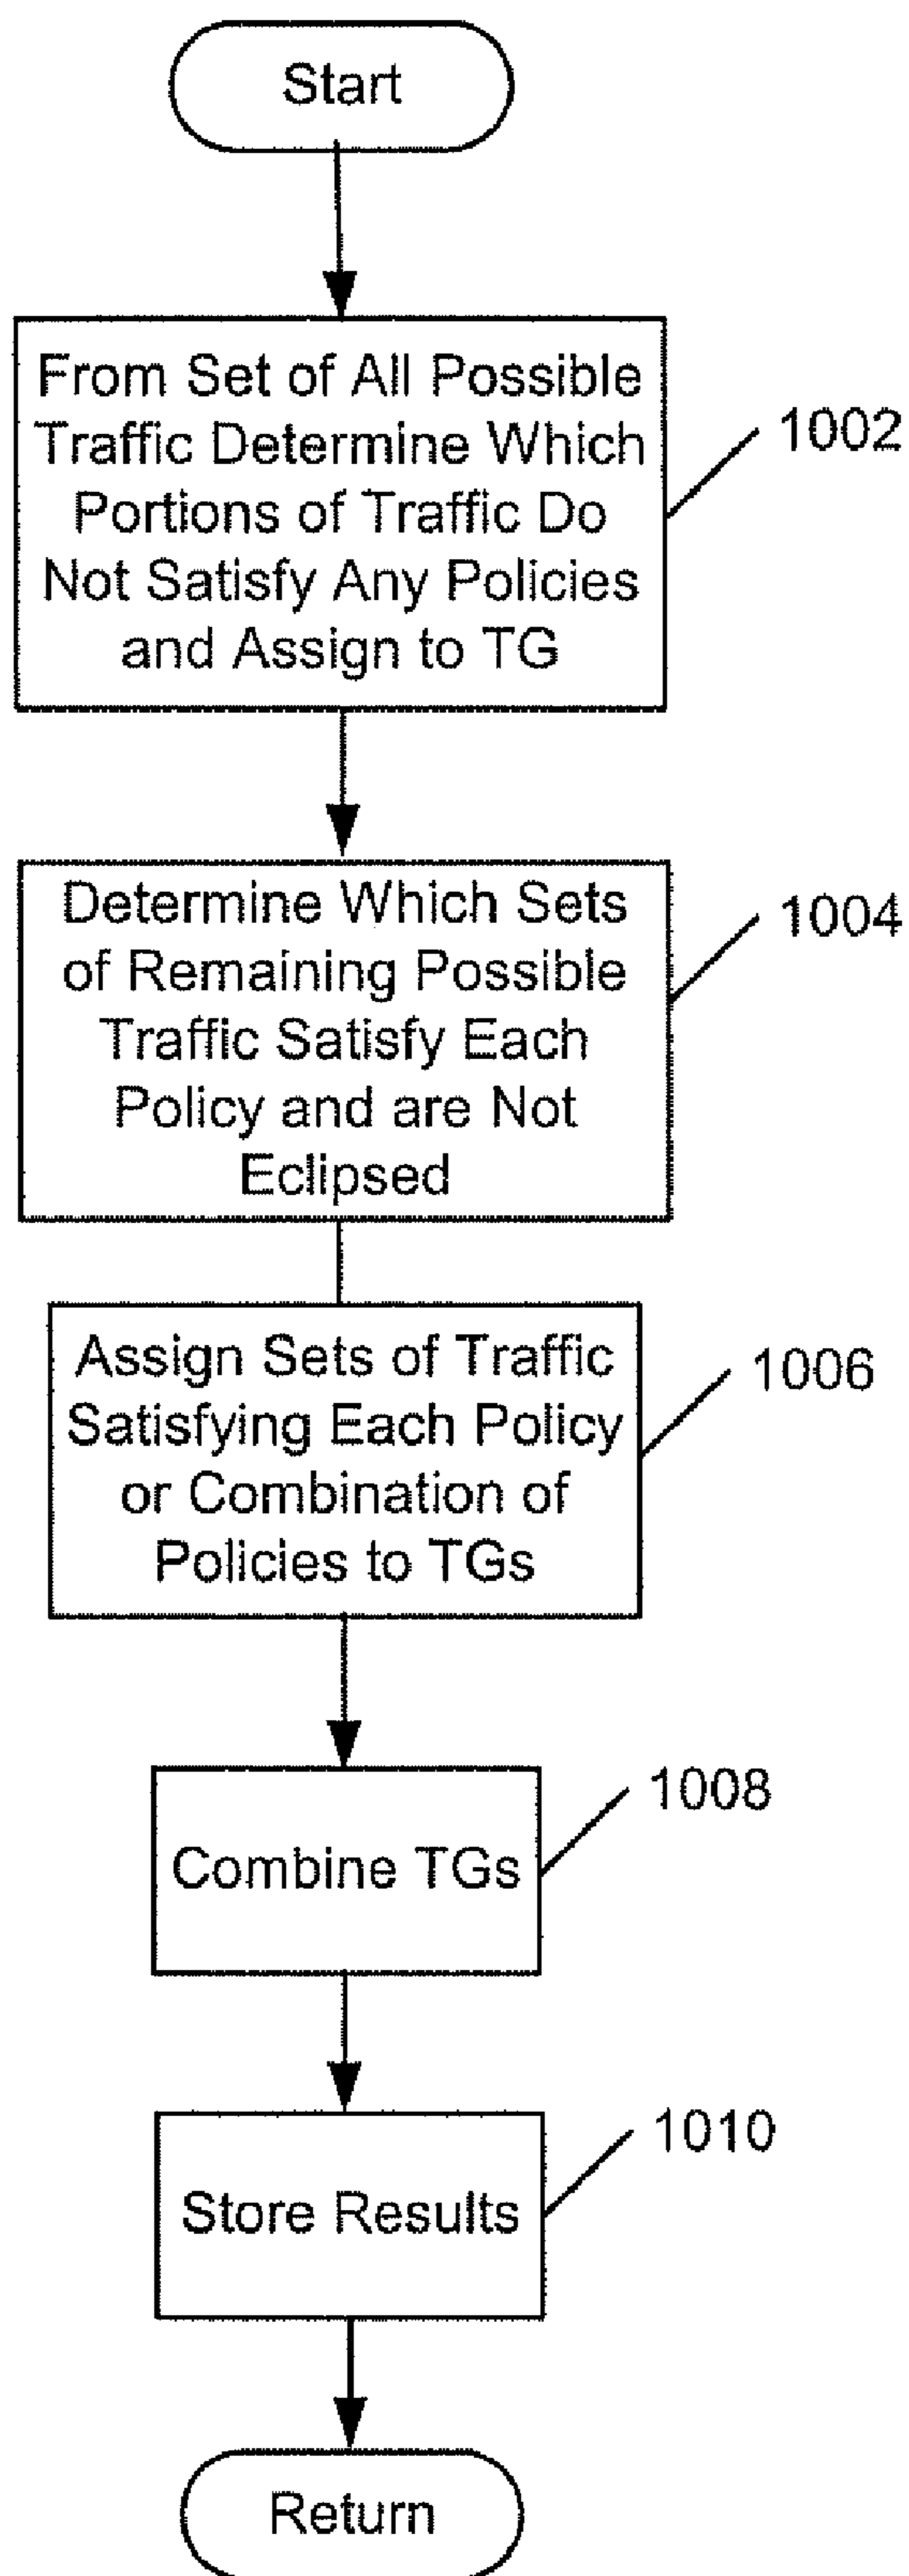 Start
From Set of All Possible
Traffic Determine Which
Portions of Traffic Do
Not Satisfy Any Policies
and Assign to TG
1002
Determine Which Sets
of Remaining Possible
Traffic Satisfy Each
Policy and are Not
Eclipsed
1004
Assign Sets of Traffic
Satisfying Each Policy
or Combination of
Policies to TGs
1006
Combine TGs
1008
Store Results
1010
Return